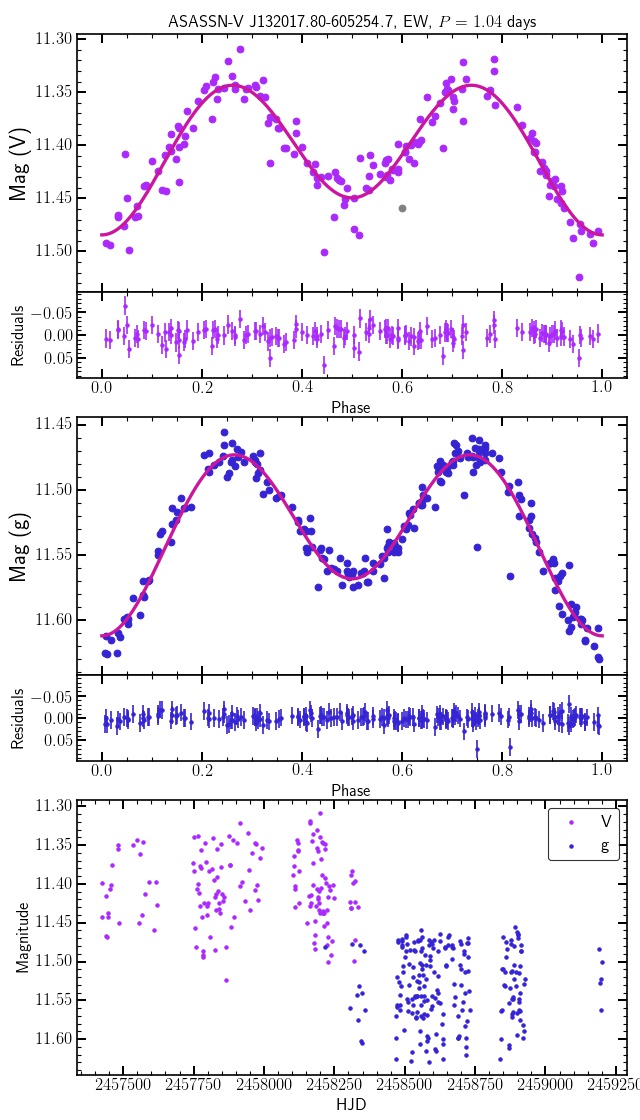 ASASSN-V J132017.80-605254.7, EW, P = 1.04 days
11.30
11.35
11.40
11.45
11.50
Mag (V)
−0.05
0.00
0.05
Residuals
0.0 0.2 0.4 0.6 0.8 1.0
Phase
11.45
11.50
11.55
11.60
Mag (g)
−0.05
0.00
0.05
Residuals
0.0 0.2 0.4 0.6 0.8 1.0
Phase
11.30
11.35
11.40
11.45
11.50
11.55
11.60
Magnitude
V
g
2457500 2457750 2458000 2458250 2458500 2458750 2459000 2459250
HJD